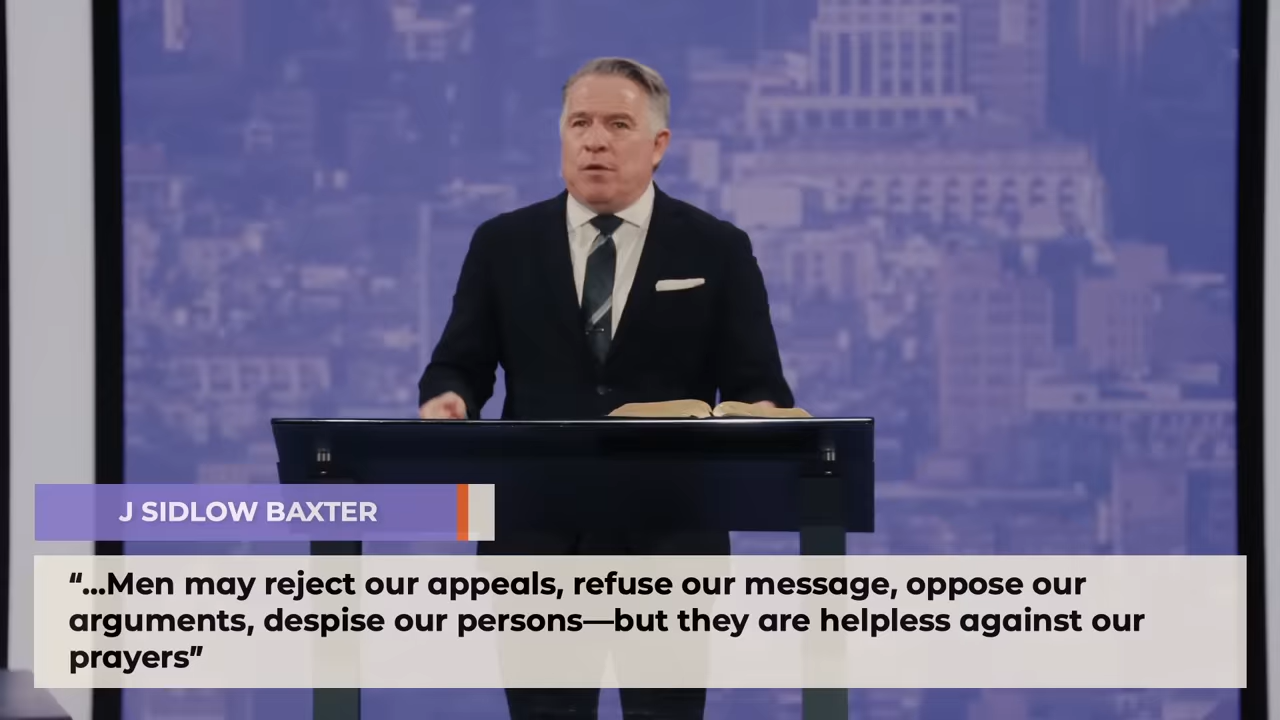 J SIDLOW BAXTER
“...Men may reject our appeals, refuse our message, oppose our
arguments, despise our persons—but they are helpless against our
prayers”